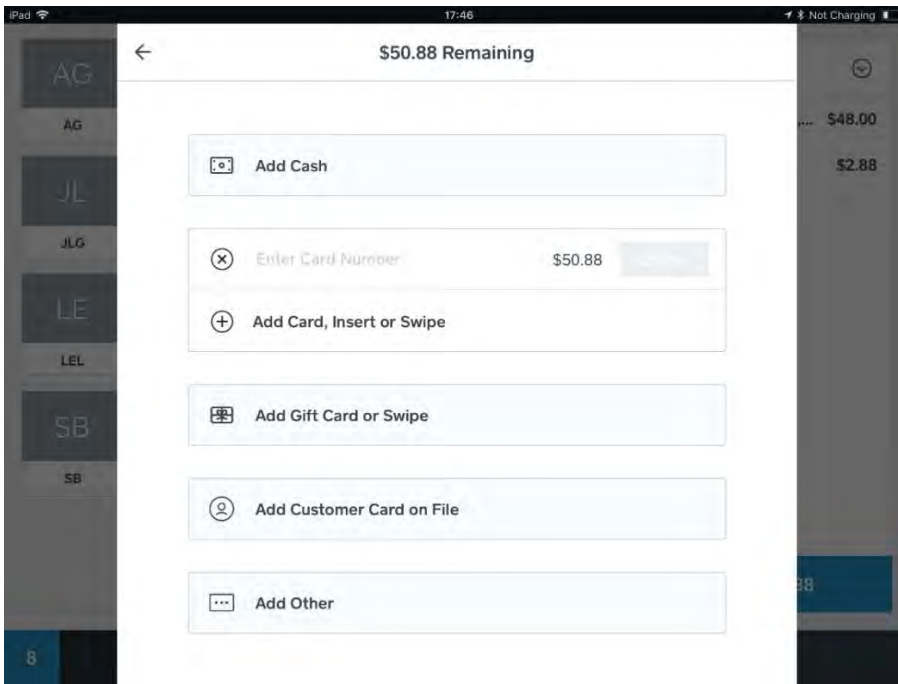 iPad 17:46 Not Charging
$50.88 Remaining
AG
AG
,... $48.00
$2.88
Add Cash
JL
JLG
Enter Card Number $50.88
Add Card, Insert or Swipe
LE
LEL
Add Gift Card or Swipe
SB
SB
Add Customer Card on File
Add Other
88
8